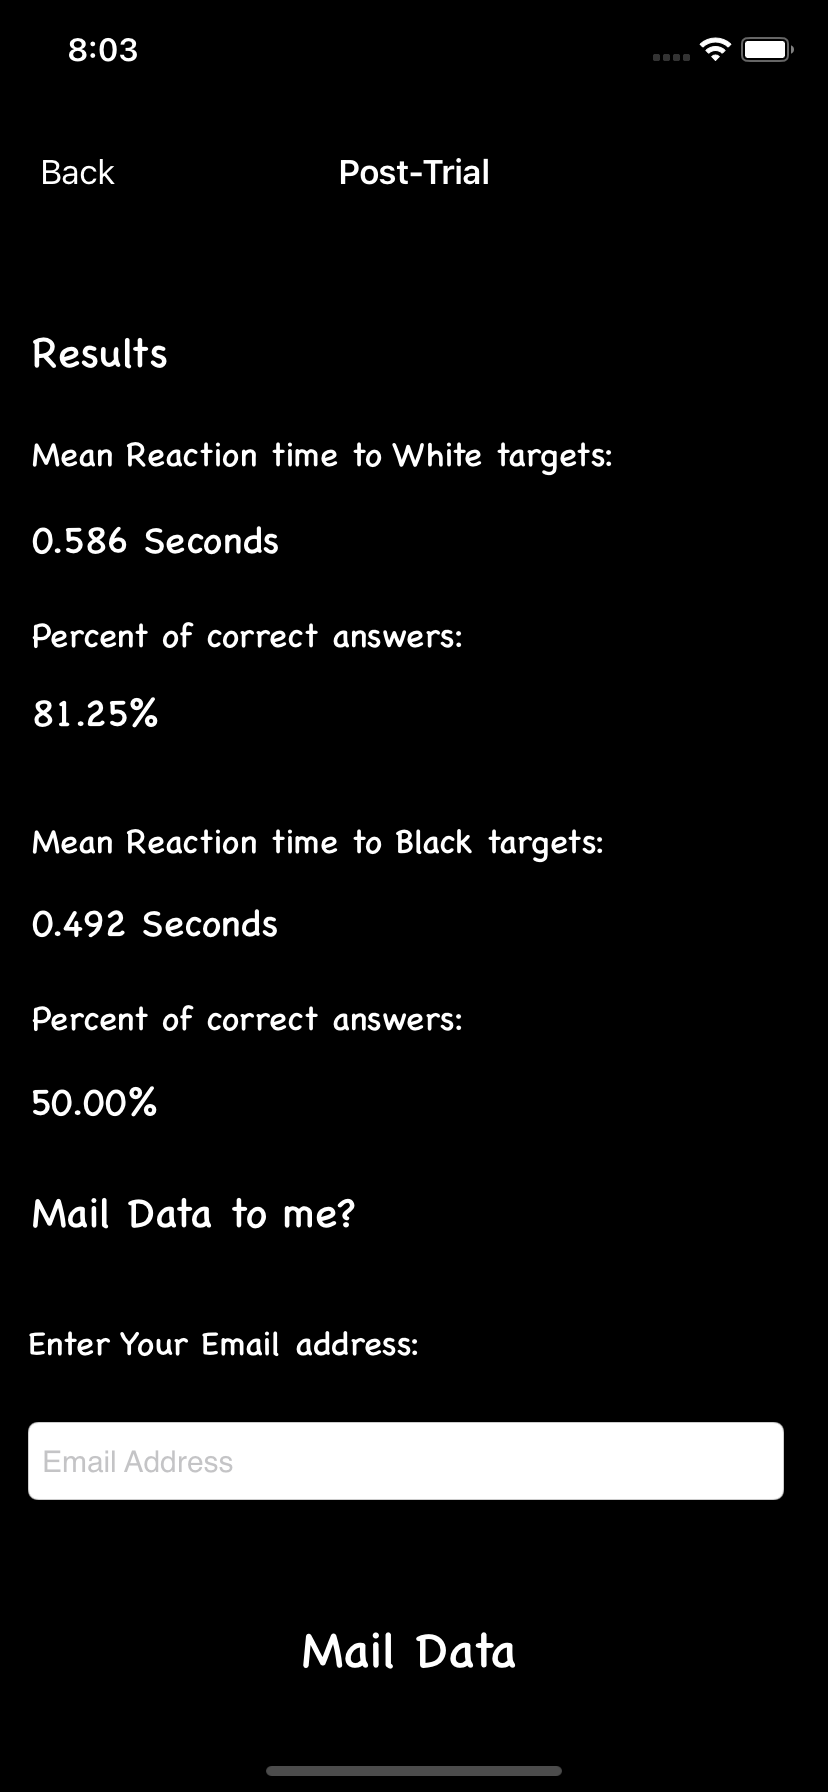 8:03
Back Post-Trial
Results
Mean Reaction time to White targets:
0.586 Seconds
Percent of correct answers:
81.25%
Mean Reaction time to Black targets:
0.492 Seconds
Percent of correct answers:
50.00%
Mail Data to me?
Enter Your Email address:
Email Address
Mail Data